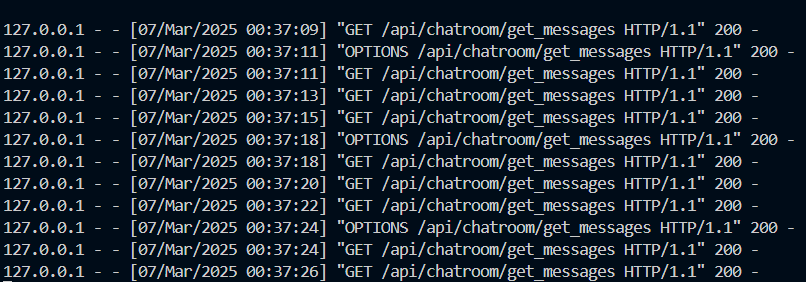 127.0.0.1 - - [07/Mar/2025 00:37:09] "GET /api/chatroom/get_messages HTTP/1.1" 200 -
127.0.0.1 - - [07/Mar/2025 00:37:11] "OPTIONS /api/chatroom/get_messages HTTP/1.1" 200 -
127.0.0.1 - - [07/Mar/2025 00:37:11] "GET /api/chatroom/get_messages HTTP/1.1" 200 -
127.0.0.1 - - [07/Mar/2025 00:37:13] "GET /api/chatroom/get_messages HTTP/1.1" 200 -
127.0.0.1 - - [07/Mar/2025 00:37:15] "GET /api/chatroom/get_messages HTTP/1.1" 200 -
127.0.0.1 - - [07/Mar/2025 00:37:18] "OPTIONS /api/chatroom/get_messages HTTP/1.1" 200 -
127.0.0.1 - - [07/Mar/2025 00:37:18] "GET /api/chatroom/get_messages HTTP/1.1" 200 -
127.0.0.1 - - [07/Mar/2025 00:37:20] "GET /api/chatroom/get_messages HTTP/1.1" 200 -
127.0.0.1 - - [07/Mar/2025 00:37:22] "GET /api/chatroom/get_messages HTTP/1.1" 200 -
127.0.0.1 - - [07/Mar/2025 00:37:24] "OPTIONS /api/chatroom/get_messages HTTP/1.1" 200 -
127.0.0.1 - - [07/Mar/2025 00:37:24] "GET /api/chatroom/get_messages HTTP/1.1" 200 -
127.0.0.1 - - [07/Mar/2025 00:37:26] "GET /api/chatroom/get_messages HTTP/1.1" 200 -